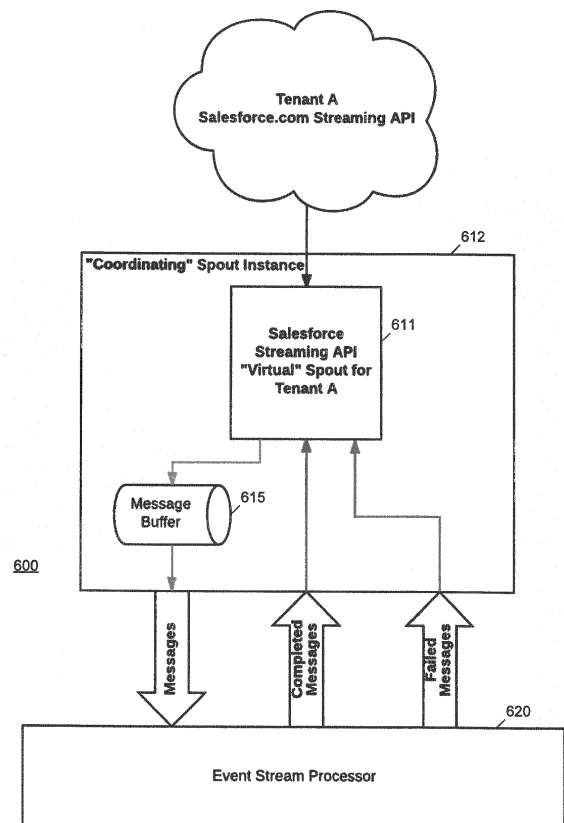 Tenant A
Salesforce.com Streaming API
612
"Coordinating" Spout Instance
611
Salesforce
Streaming API
"Virtual" Spout for
Tenant A
Message
Buffer
615
600
Messages
Completed
Messages
Failed
Messages
620
Event Stream Processor